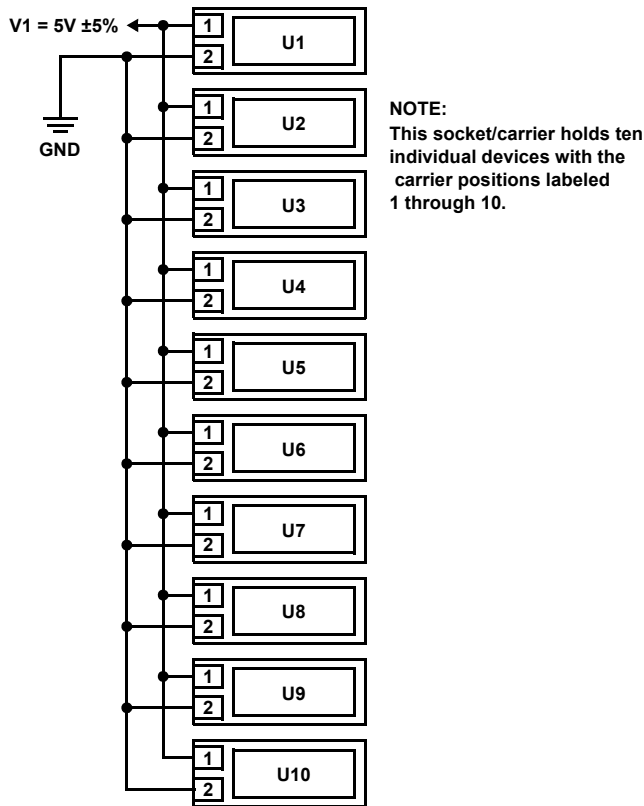 V1 = 5V ±5%
1
2
U1
GND
1
2
U2
NOTE:
This socket/carrier holds ten
individual devices with the
carrier positions labeled
1 through 10.
1
2
U3
1
2
U4
1
2
U5
1
2
U6
1
2
U7
1
2
U8
1
2
U9
1
2
U10